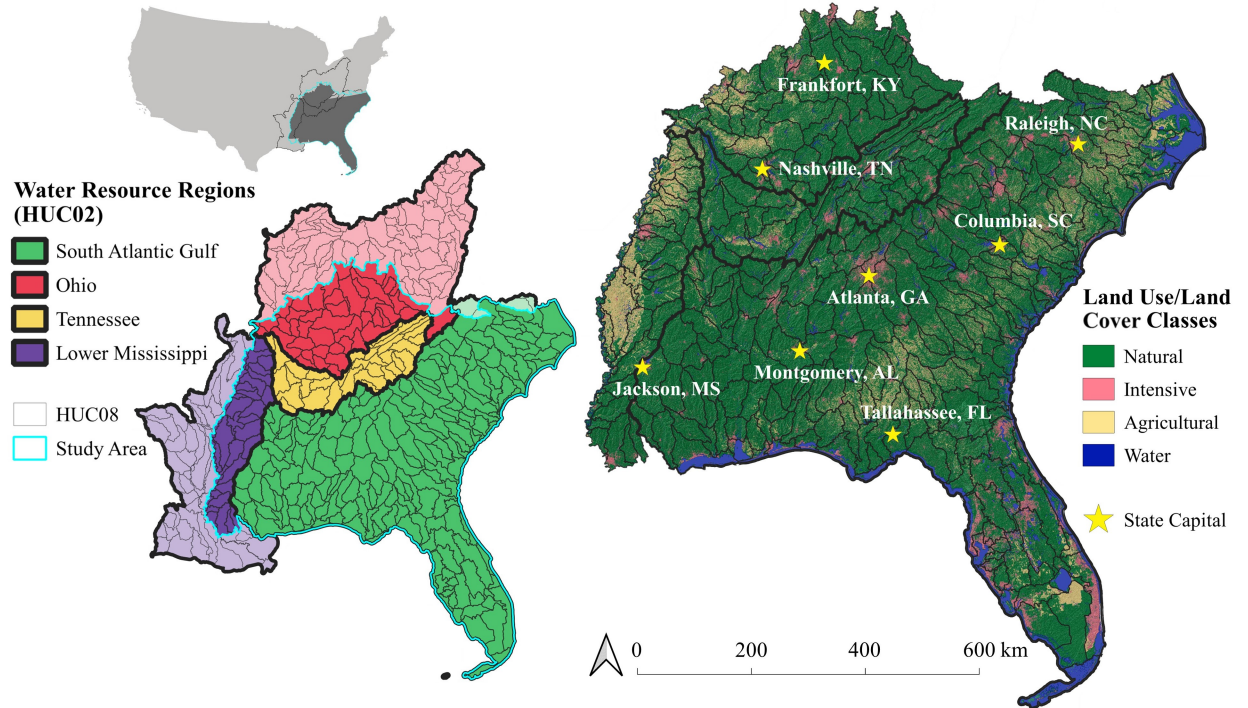 Water Resource Regions
(HUC02)
South Atlantic Gulf
Ohio
Tennessee
Lower Mississippi
HUC08
Study Area
Frankfort, KY
Raleigh, NC
Nashville, TN
Columbia, SC
Atlanta, GA
Montgomery, AL
Jackson, MS
Tallahassee, FL
Land Use/Land
Cover Classes
Natural
Intensive
Agricultural
Water
State Capital
0 200 400 600 km